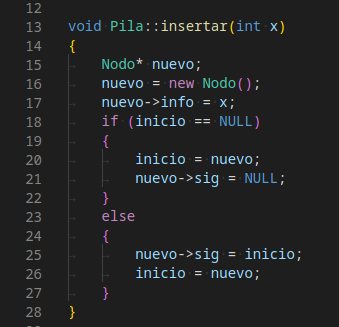 12
13 void Pila::insertar(int x)
14 {
15 Nodo* nuevo;
16 nuevo = new Nodo();
17 nuevo->info = x;
18 if (inicio == NULL)
19 {
20 inicio = nuevo;
21 nuevo->sig = NULL;
22 }
23 else
24 {
25 nuevo->sig = inicio;
26 inicio = nuevo;
27 }
28 }